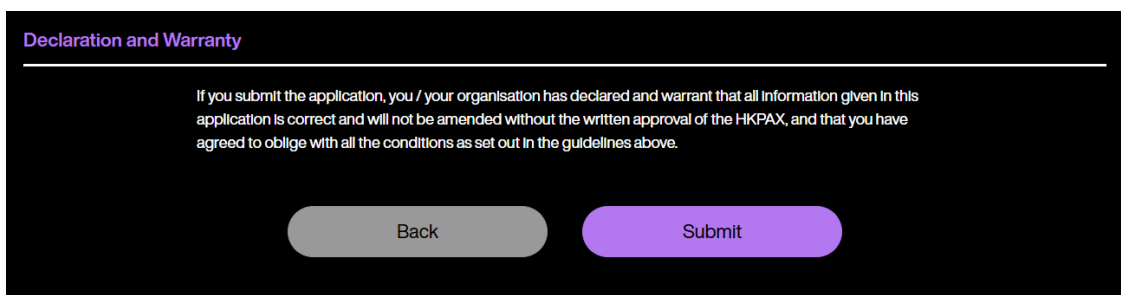 Declaration and Warranty
If you submit the application, you / your organisation has declared and warrant that all information given in this
application is correct and will not be amended without the written approval of the HKPAX, and that you have
agreed to oblige with all the conditions as set out in the guidelines above.
Back
Submit